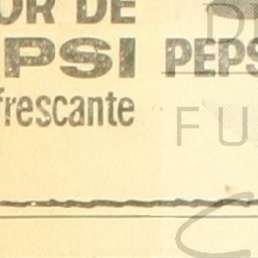 OR DE
PSI PEPS
frescante
FU